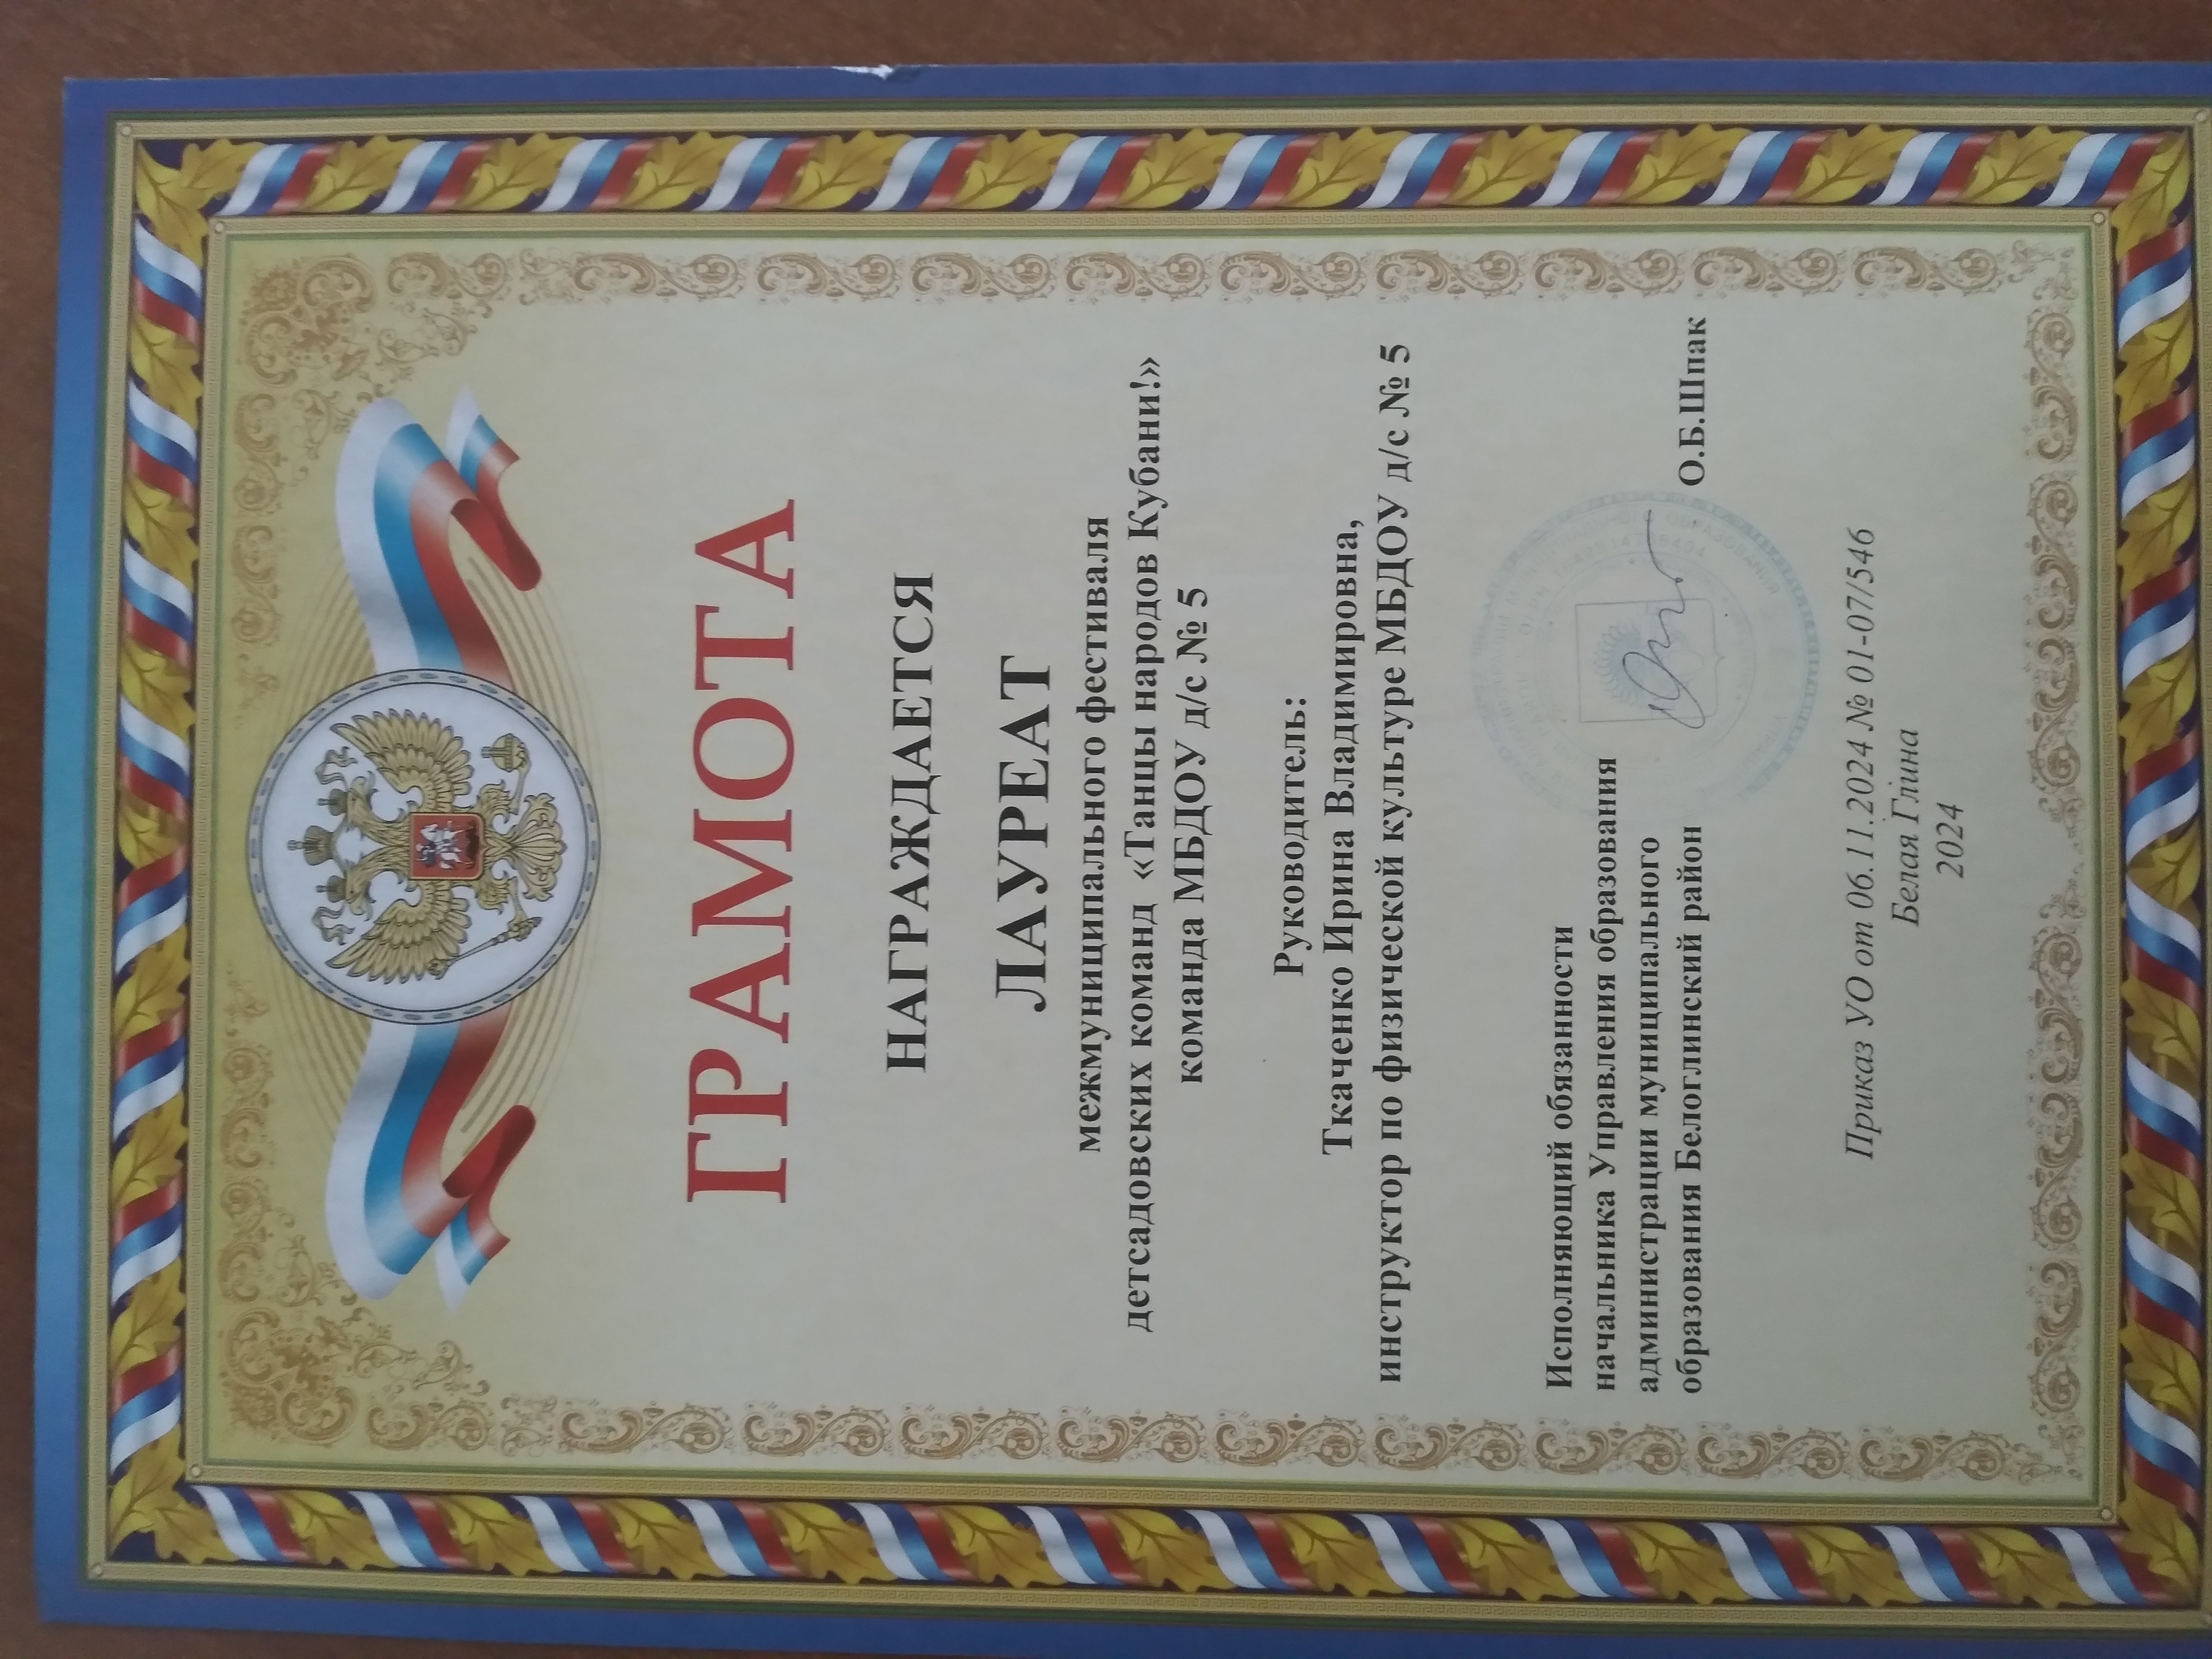 ГРАМОТА
НАГРАЖДАЕТСЯ
ЛАУРЕАТ
межмуниципального фестиваля
детсадовских команд «Танцы народов Кубани!»
команда МБДОУ д/с № 5
Руководитель:
Ткаченко Ирина Владимировна,
инструктор по физической культуре МБДОУ д/с № 5
Исполняющий обязанности
начальника Управления образования
администрации муниципального
образования Белоглинский район О.Б.Шпак
Приказ УО от 06.11.2024 № 01-07/546
Белая Глина
2024